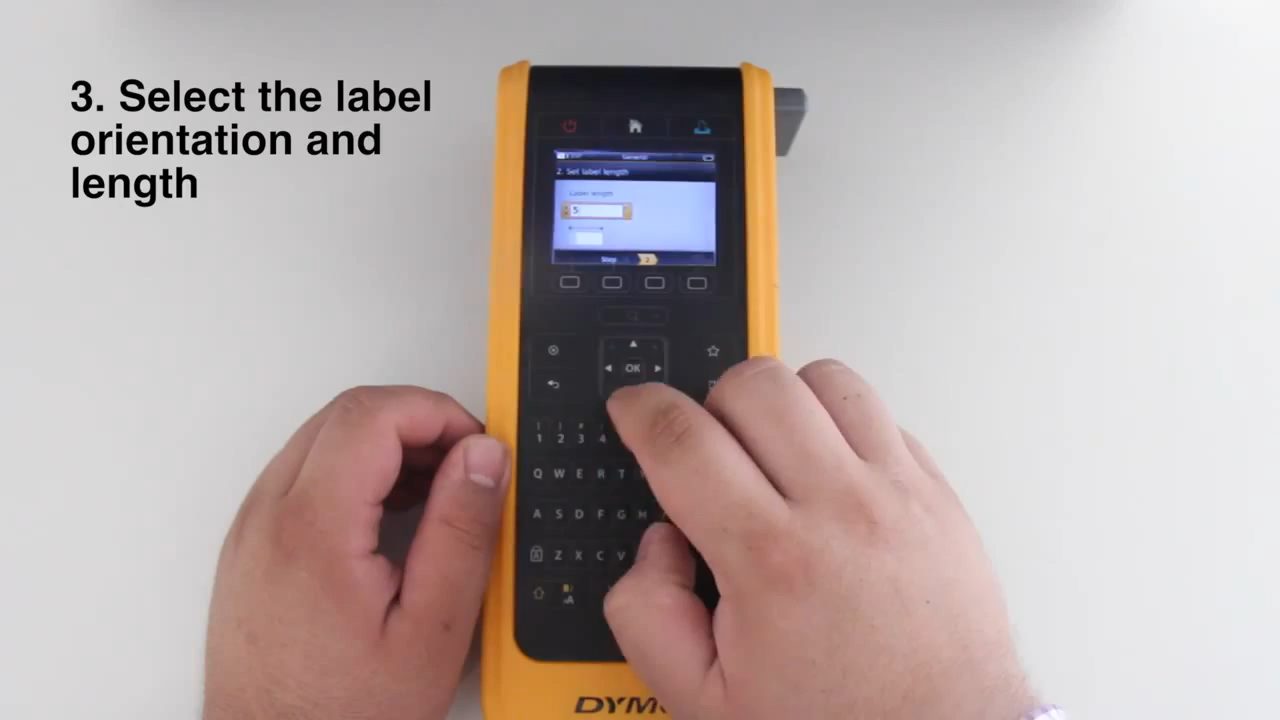 3. Select the label
orientation and
length
General
2. Set label length
Label length
5
Step 2
OK
1 2 3 4
Q W E R T
A S D F G H
Z X C V
DYMO